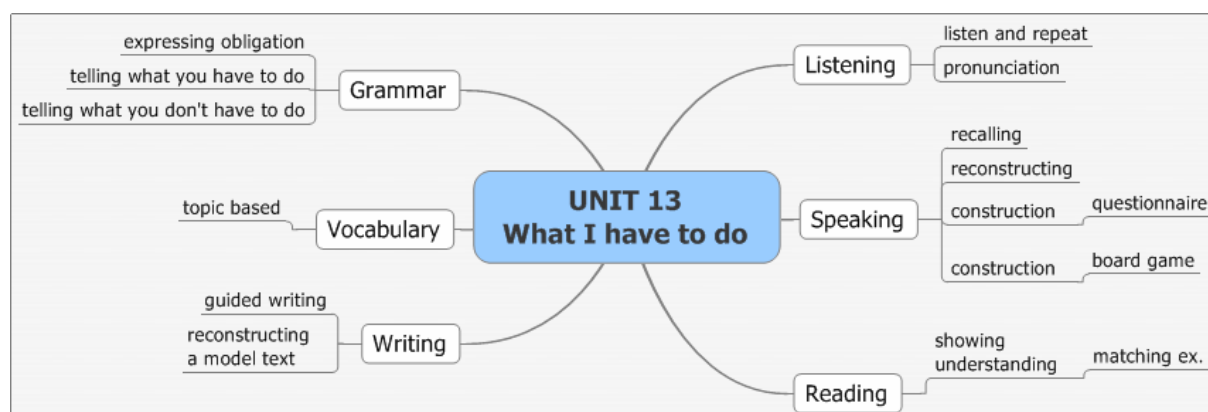 expressing obligation
telling what you have to do
telling what you don't have to do
Grammar
topic based
Vocabulary
guided writing
reconstructing
a model text
Writing
UNIT 13
What I have to do
Listening
listen and repeat
pronunciation
Speaking
recalling
reconstructing
construction
questionnaire
construction
board game
Reading
showing
understanding
matching ex.